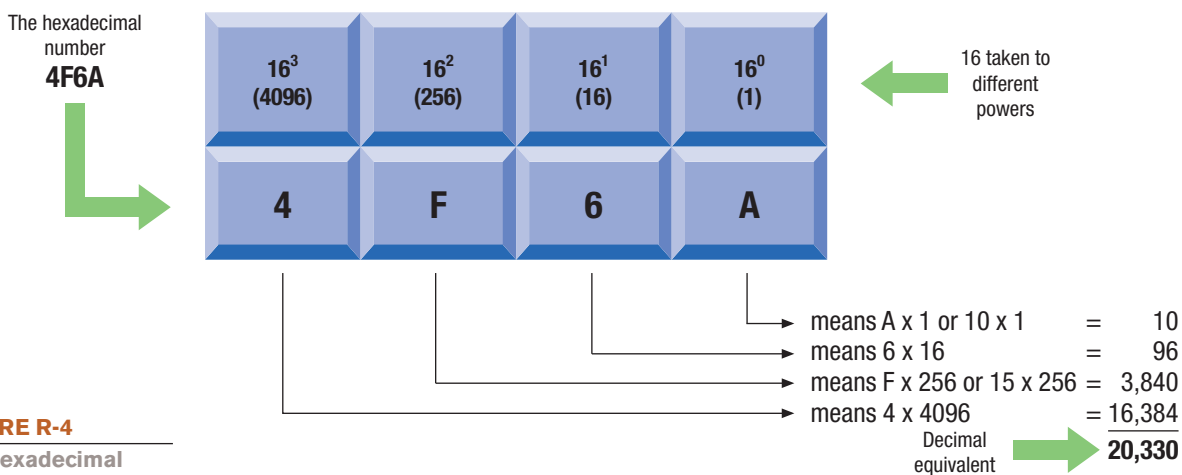 The hexadecimal
number
4F6A
16³ 16² 16¹ 16⁰
(4096) (256) (16) (1)
16 taken to
different
powers
4 F 6 A
means A x 1 or 10 x 1 = 10
means 6 x 16 = 96
means F x 256 or 15 x 256 = 3,840
means 4 x 4096 = 16,384
Decimal
equivalent
20,330
RE R-4
exadecimal